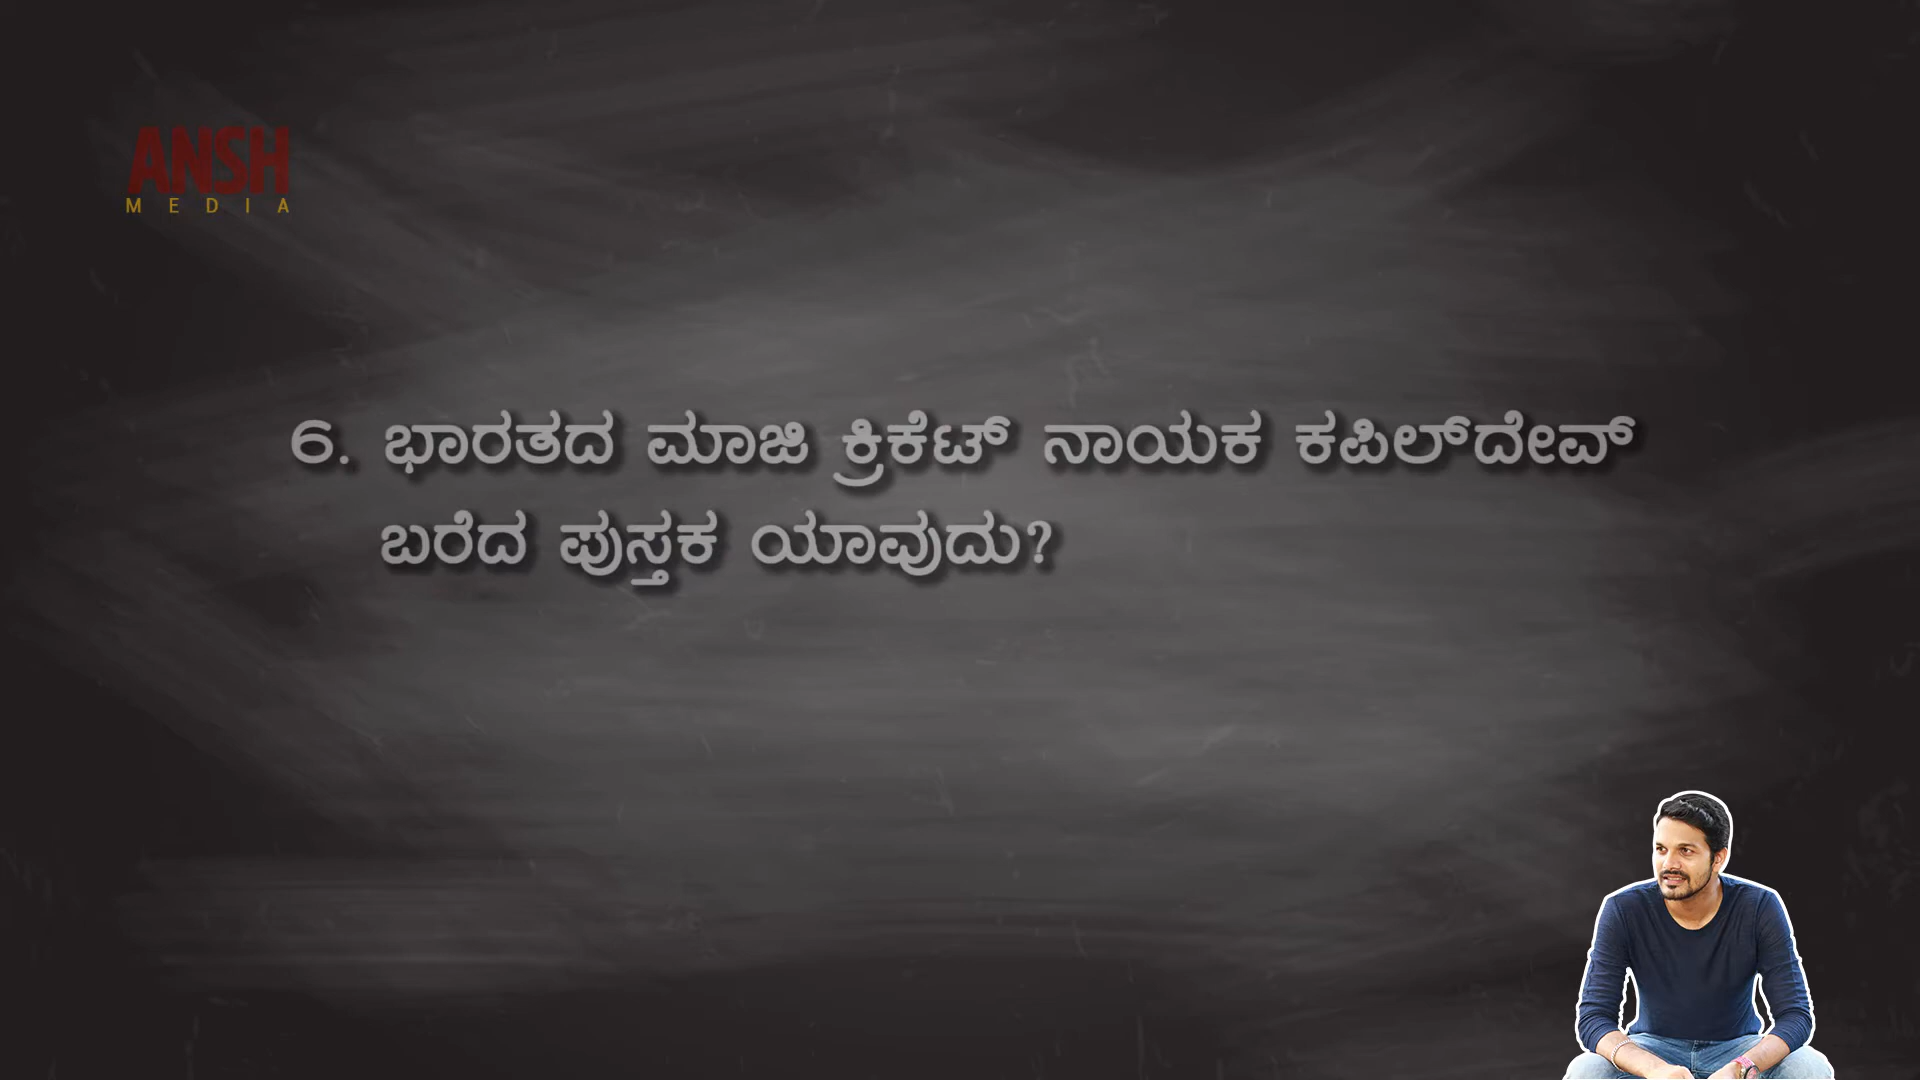 ANSH
MEDIA
6. ಭಾರತದ ಮಾಜಿ ಕ್ರಿಕೆಟ್ ನಾಯಕ ಕಪಿಲ್‌ದೇವ್
ಬರೆದ ಪುಸ್ತಕ ಯಾವುದು?